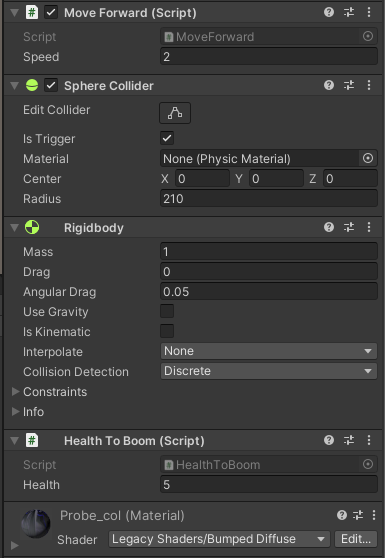 Move Forward (Script)
Script MoveForward
Speed 2
Sphere Collider
Edit Collider
Is Trigger
Material None (Physic Material)
Center X 0 Y 0 Z 0
Radius 210
Rigidbody
Mass 1
Drag 0
Angular Drag 0.05
Use Gravity
Is Kinematic
Interpolate None
Collision Detection Discrete
Constraints
Info
Health To Boom (Script)
Script HealthToBoom
Health 5
Probe_col (Material)
Shader Legacy Shaders/Bumped Diffuse Edit...